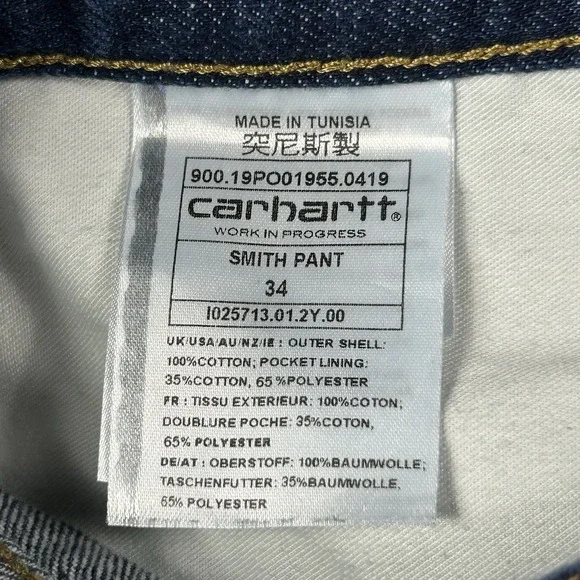 MADE IN TUNISIA
突尼斯製
900.19PO01955.0419
carhartt®
WORK IN PROGRESS
SMITH PANT
34
I025713.01.2Y.00
UK/USA/AU/NZ/IE : OUTER SHELL:
100%COTTON; POCKET LINING:
35%COTTON, 65%POLYESTER
FR : TISSU EXTERIEUR: 100%COTON;
DOUBLURE POCHE: 35%COTON,
65% POLYESTER
DE/AT : OBERSTOFF: 100%BAUMWOLLE;
TASCHENFUTTER: 35%BAUMWOLLE,
65% POLYESTER